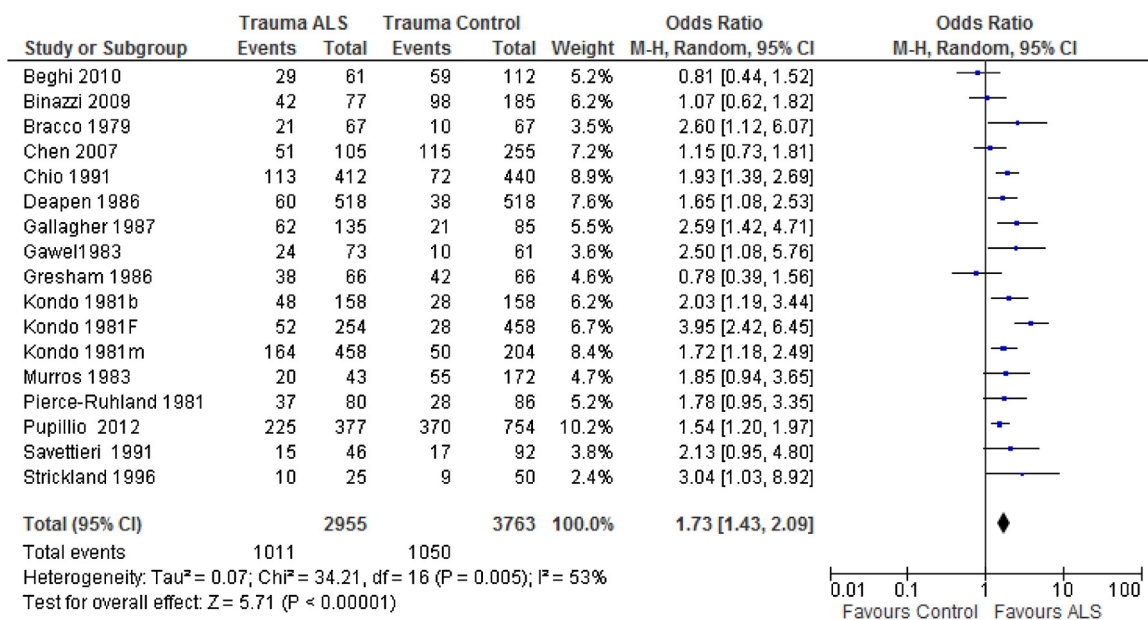 Trauma ALS Trauma Control Odds Ratio Odds Ratio
Study or Subgroup Events Total Events Total Weight M-H, Random, 95% CI M-H, Random, 95% CI
Beghi 2010 29 61 59 112 5.2% 0.81 [0.44, 1.52]
Binazzi 2009 42 77 98 185 6.2% 1.07 [0.62, 1.82]
Bracco 1979 21 67 10 67 3.5% 2.60 [1.12, 6.07]
Chen 2007 51 105 115 255 7.2% 1.15 [0.73, 1.81]
Chio 1991 113 412 72 440 8.9% 1.93 [1.39, 2.69]
Deapen 1986 60 518 38 518 7.6% 1.65 [1.08, 2.53]
Gallagher 1987 62 135 21 85 5.6% 2.59 [1.42, 4.71]
Gawel1983 24 73 10 61 3.6% 2.50 [1.08, 5.76]
Gresham 1986 38 66 42 66 4.6% 0.78 [0.39, 1.56]
Kondo 1981b 48 158 28 158 6.2% 2.03 [1.19, 3.44]
Kondo 1981F 52 254 28 458 6.7% 3.95 [2.42, 6.45]
Kondo 1981m 164 458 50 204 8.4% 1.72 [1.18, 2.49]
Murros 1983 20 43 55 172 4.7% 1.85 [0.94, 3.65]
Pierce-Ruhland 1981 37 80 28 86 5.2% 1.78 [0.95, 3.35]
Pupillio 2012 225 377 370 754 10.2% 1.54 [1.20, 1.97]
Savettieri 1991 15 46 17 92 3.8% 2.13 [0.95, 4.80]
Strickland 1996 10 25 9 50 2.4% 3.04 [1.03, 8.92]
Total (95% CI) 2955 3763 100.0% 1.73 [1.43, 2.09]
Total events 1011 1050
Heterogeneity: Tau² = 0.07; Chi² = 34.21, df = 16 (P = 0.005); I² = 53%
Test for overall effect: Z = 5.71 (P < 0.00001)
0.01 0.1 1 10 100
Favours Control Favours ALS